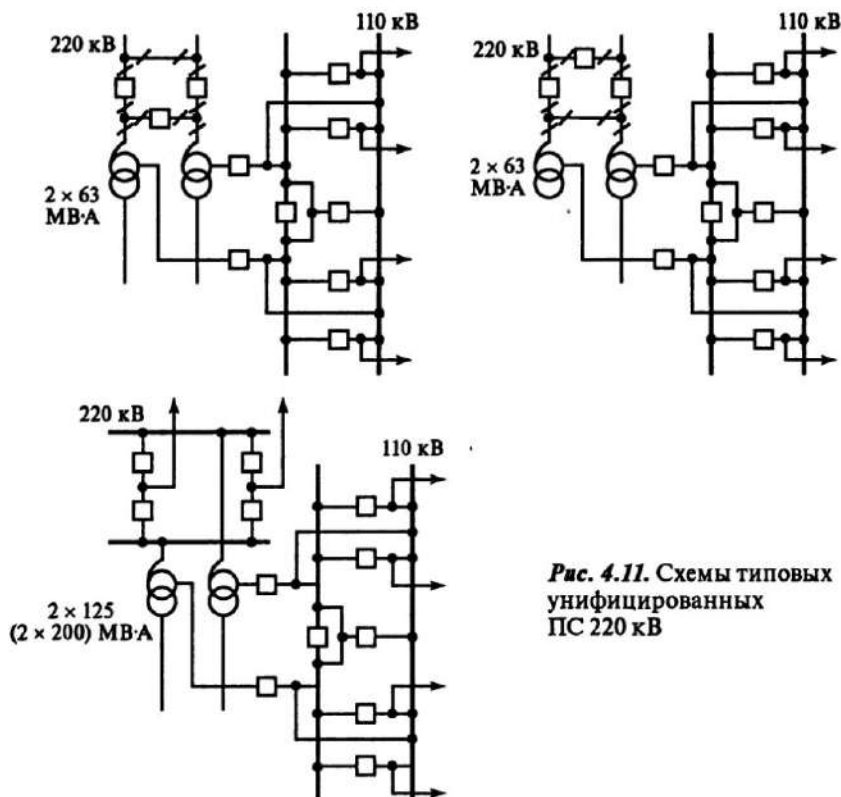 220 кВ
110 кВ
2 × 63
МВ·А
220 кВ
110 кВ
2 × 63
МВ·А
220 кВ
110 кВ
2 × 125
(2 × 200) МВ·А
Рис. 4.11. Схемы типовых
унифицированных
ПС 220 кВ